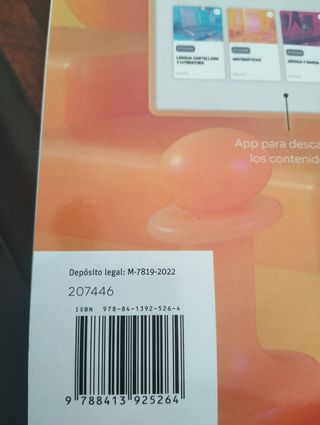 LENGUA CASTELLANA
Y LITERATURA
MATEMÁTICAS
MÚSICA Y DANZA
App para desca
los contenido
Depósito legal: M-7819-2022
207446
ISBN 978-84-1392-526-4
9 788413 925264